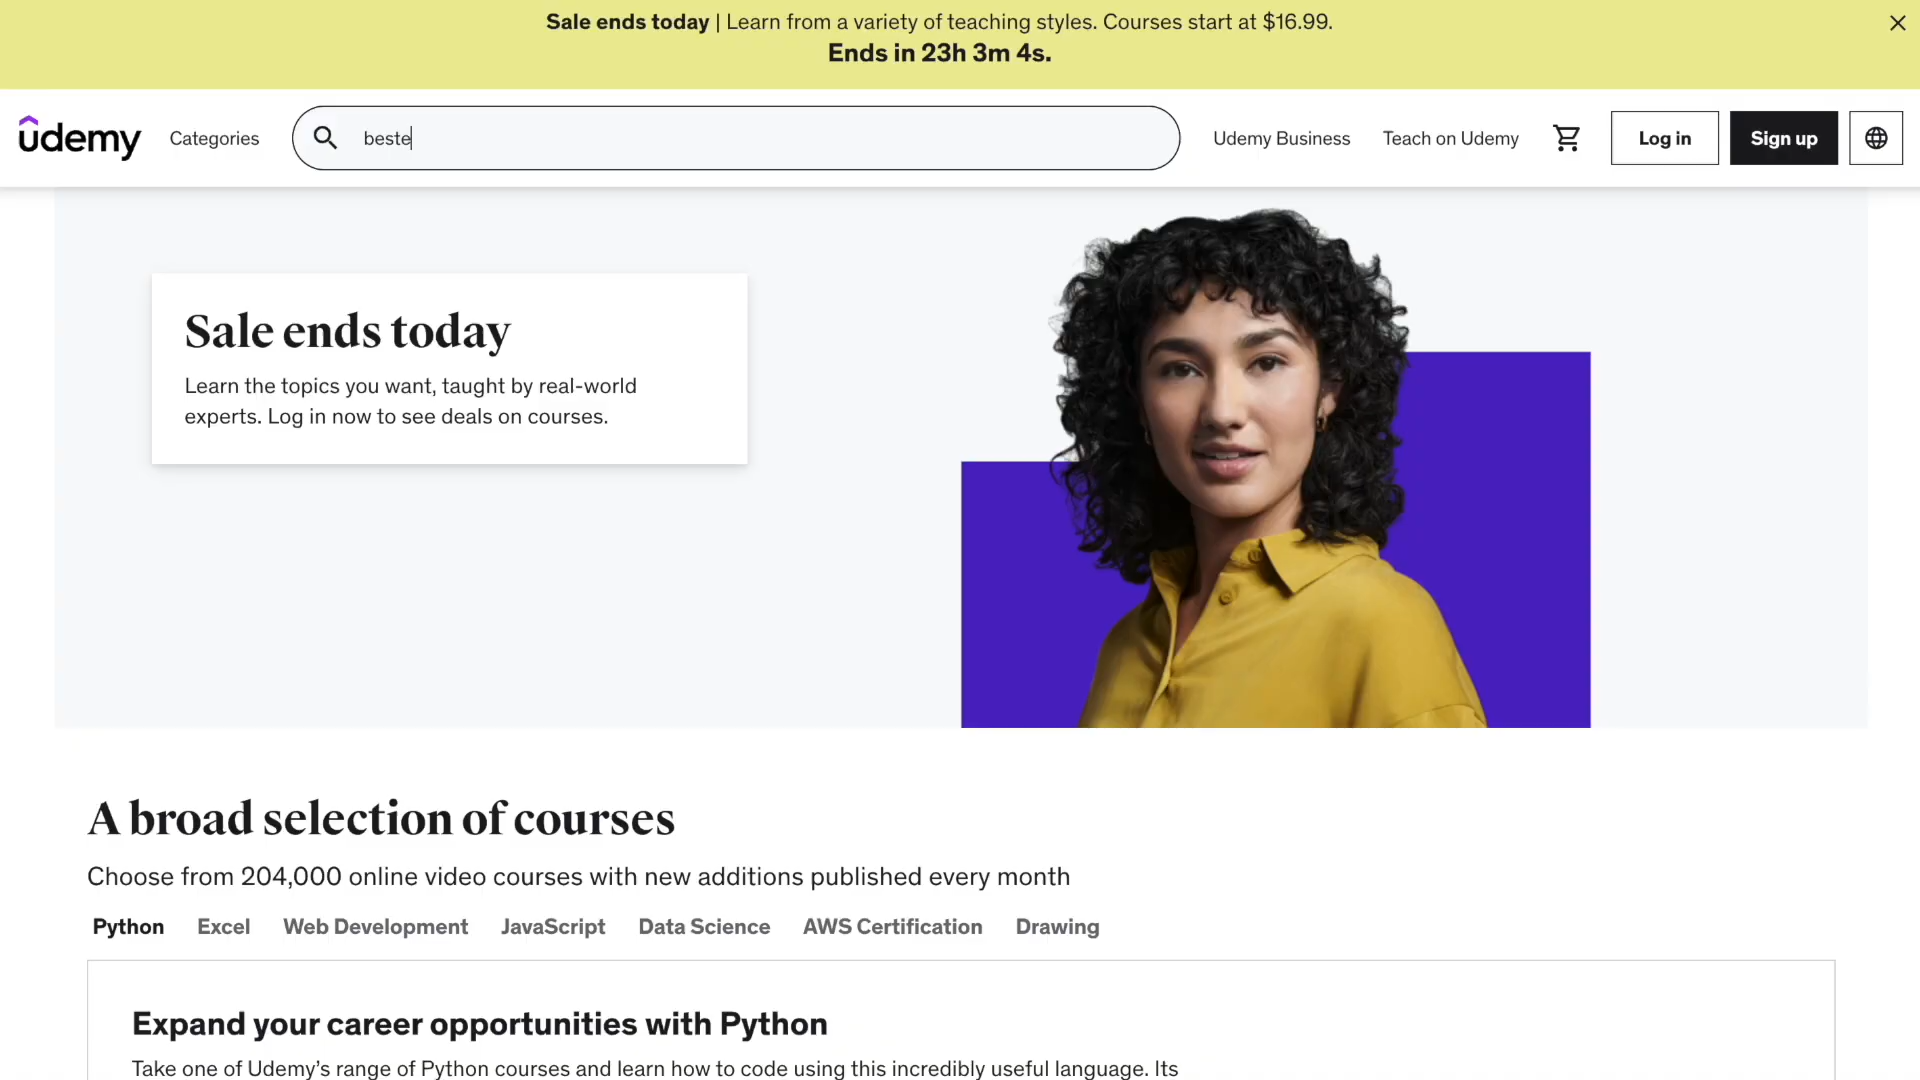 Sale ends today | Learn from a variety of teaching styles. Courses start at $16.99.
Ends in 23h 3m 4s.
udemy
Categories
beste
Udemy Business
Teach on Udemy
Log in
Sign up
Sale ends today
Learn the topics you want, taught by real-world
experts. Log in now to see deals on courses.
A broad selection of courses
Choose from 204,000 online video courses with new additions published every month
Python
Excel
Web Development
JavaScript
Data Science
AWS Certification
Drawing
Expand your career opportunities with Python
Take one of Udemy’s range of Python courses and learn how to code using this incredibly useful language. Its